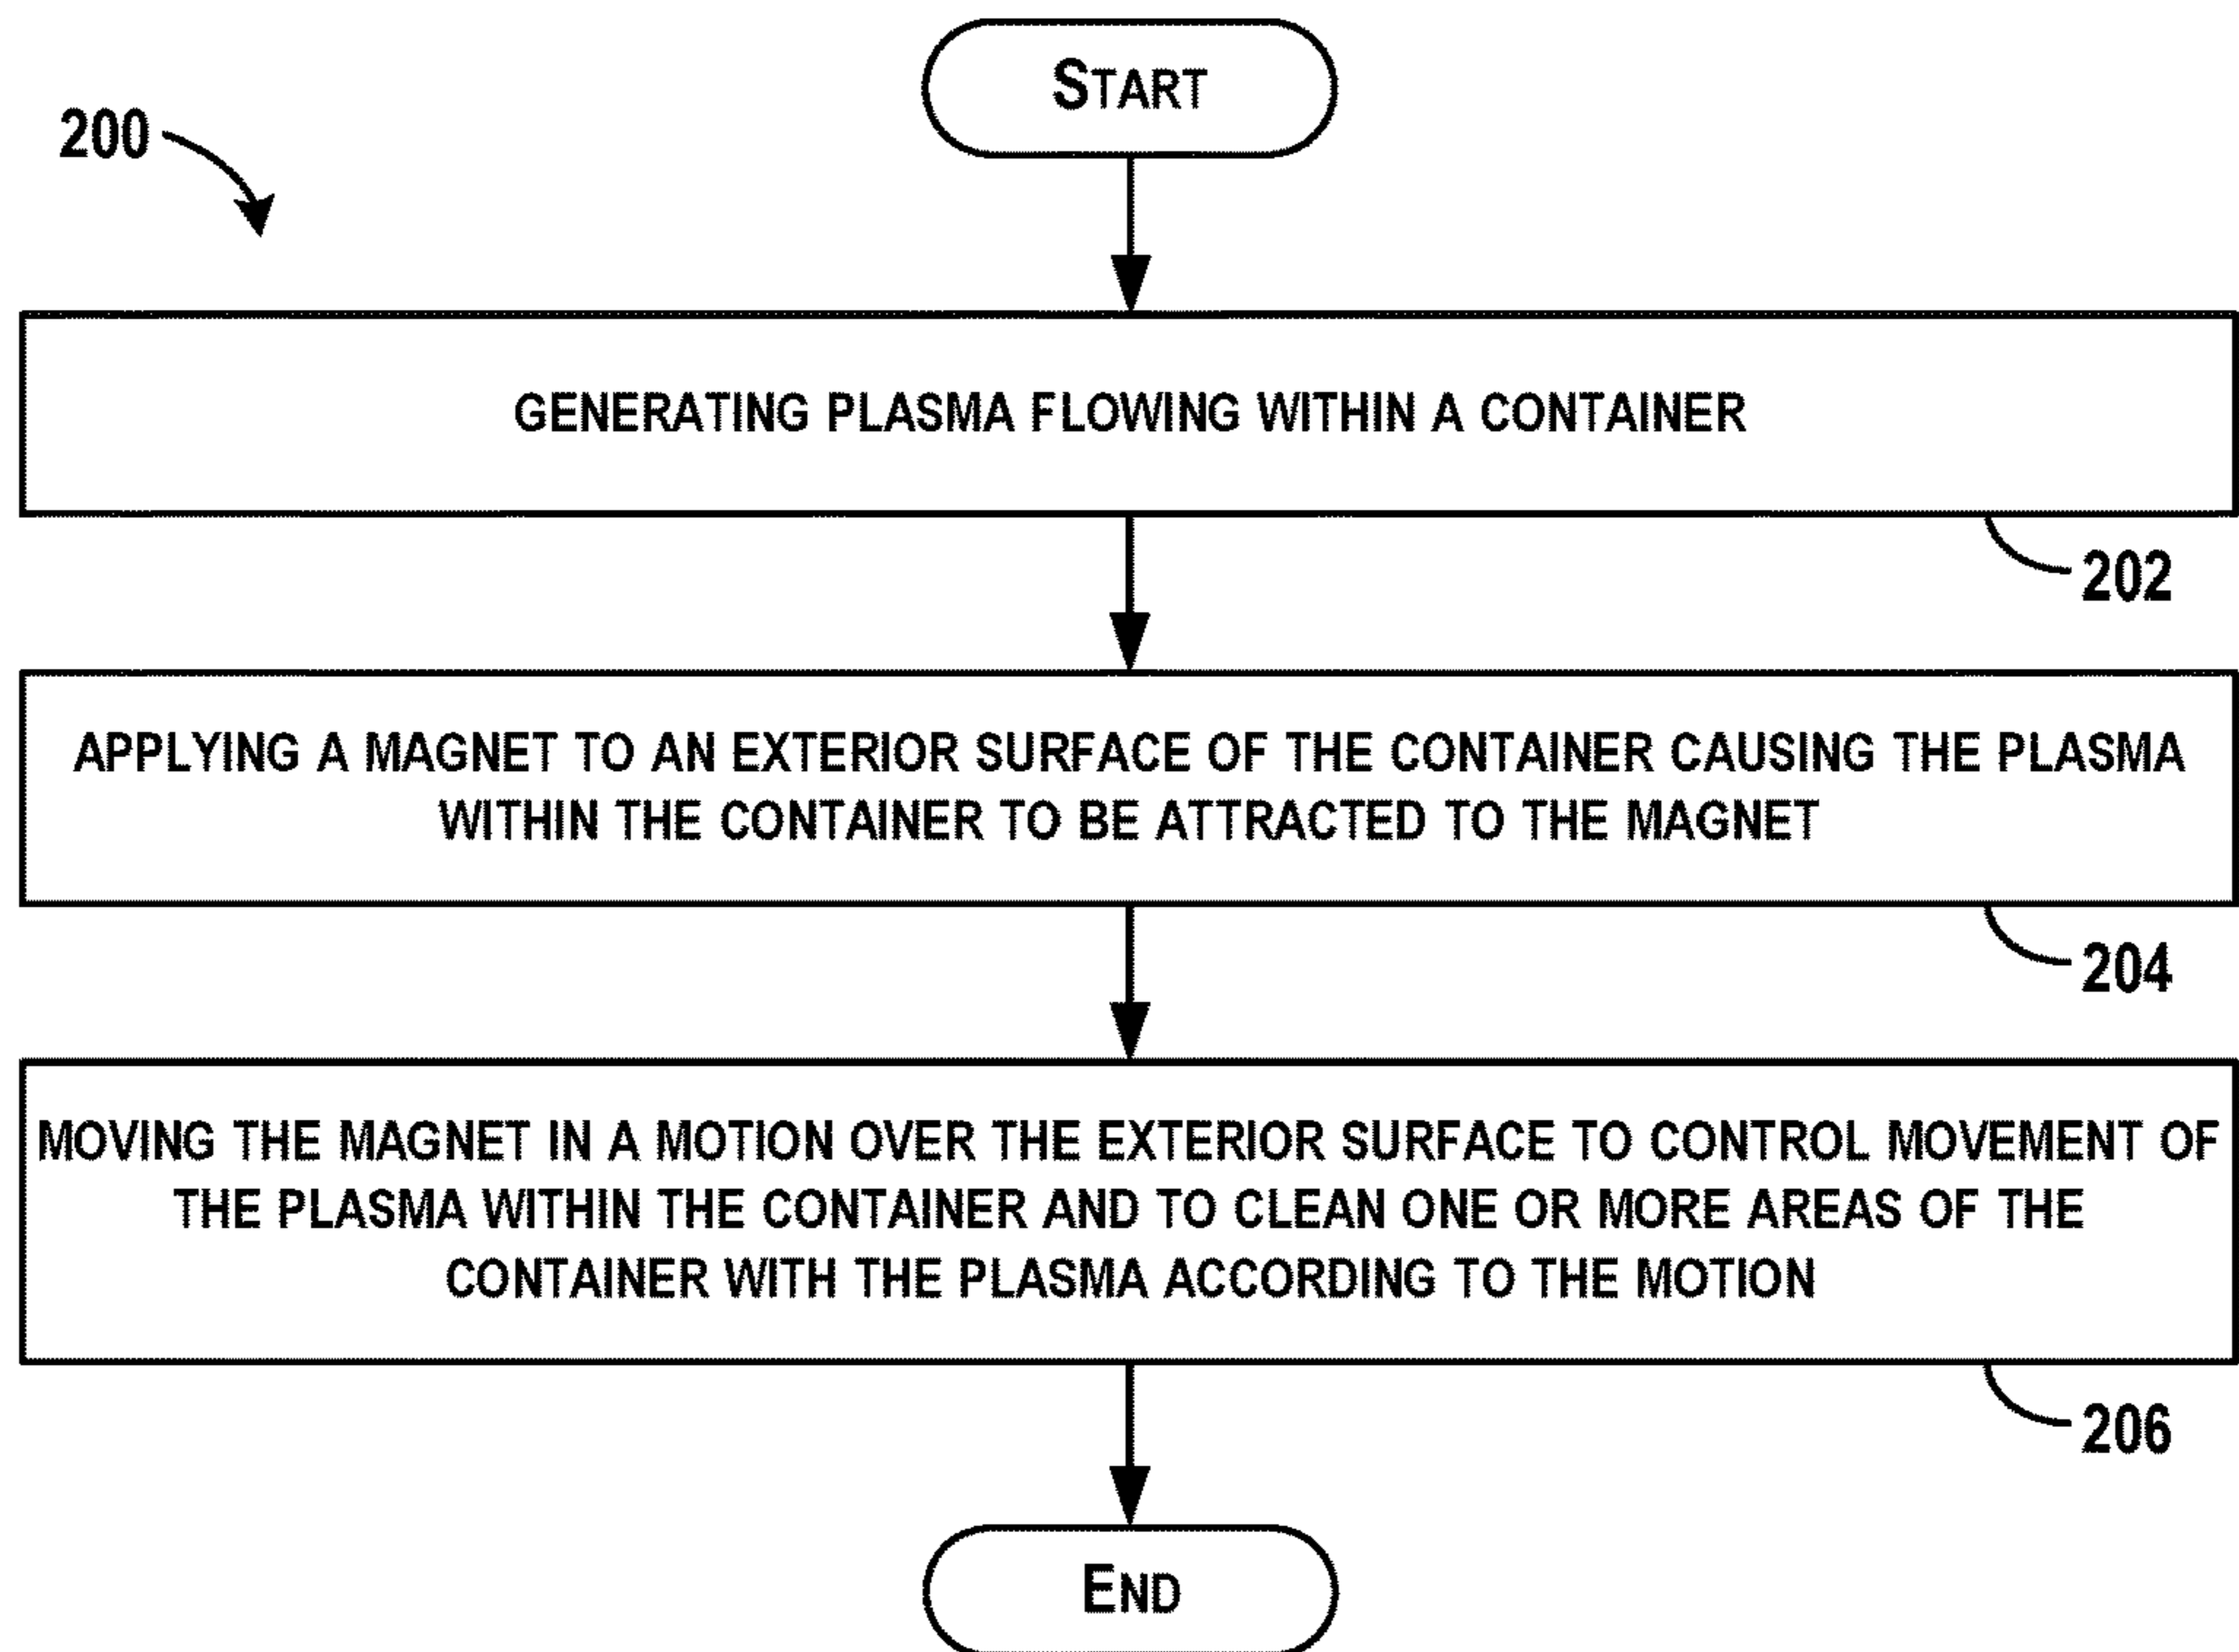 START
200
GENERATING PLASMA FLOWING WITHIN A CONTAINER
202
APPLYING A MAGNET TO AN EXTERIOR SURFACE OF THE CONTAINER CAUSING THE PLASMA
WITHIN THE CONTAINER TO BE ATTRACTED TO THE MAGNET
204
MOVING THE MAGNET IN A MOTION OVER THE EXTERIOR SURFACE TO CONTROL MOVEMENT OF
THE PLASMA WITHIN THE CONTAINER AND TO CLEAN ONE OR MORE AREAS OF THE
CONTAINER WITH THE PLASMA ACCORDING TO THE MOTION
206
END